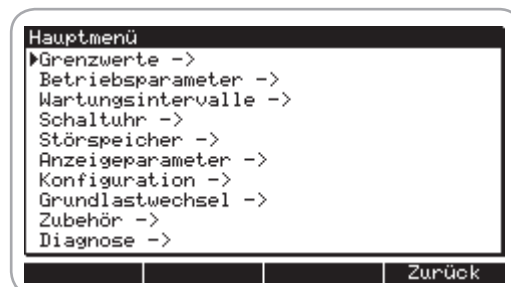 Hauptmenü
▶Grenzwerte ->
Betriebsparameter ->
Wartungsintervalle ->
Schaltuhr ->
Störspeicher ->
Anzeigeparameter ->
Konfiguration ->
Grundlastwechsel ->
Zubehör ->
Diagnose ->
Zurück